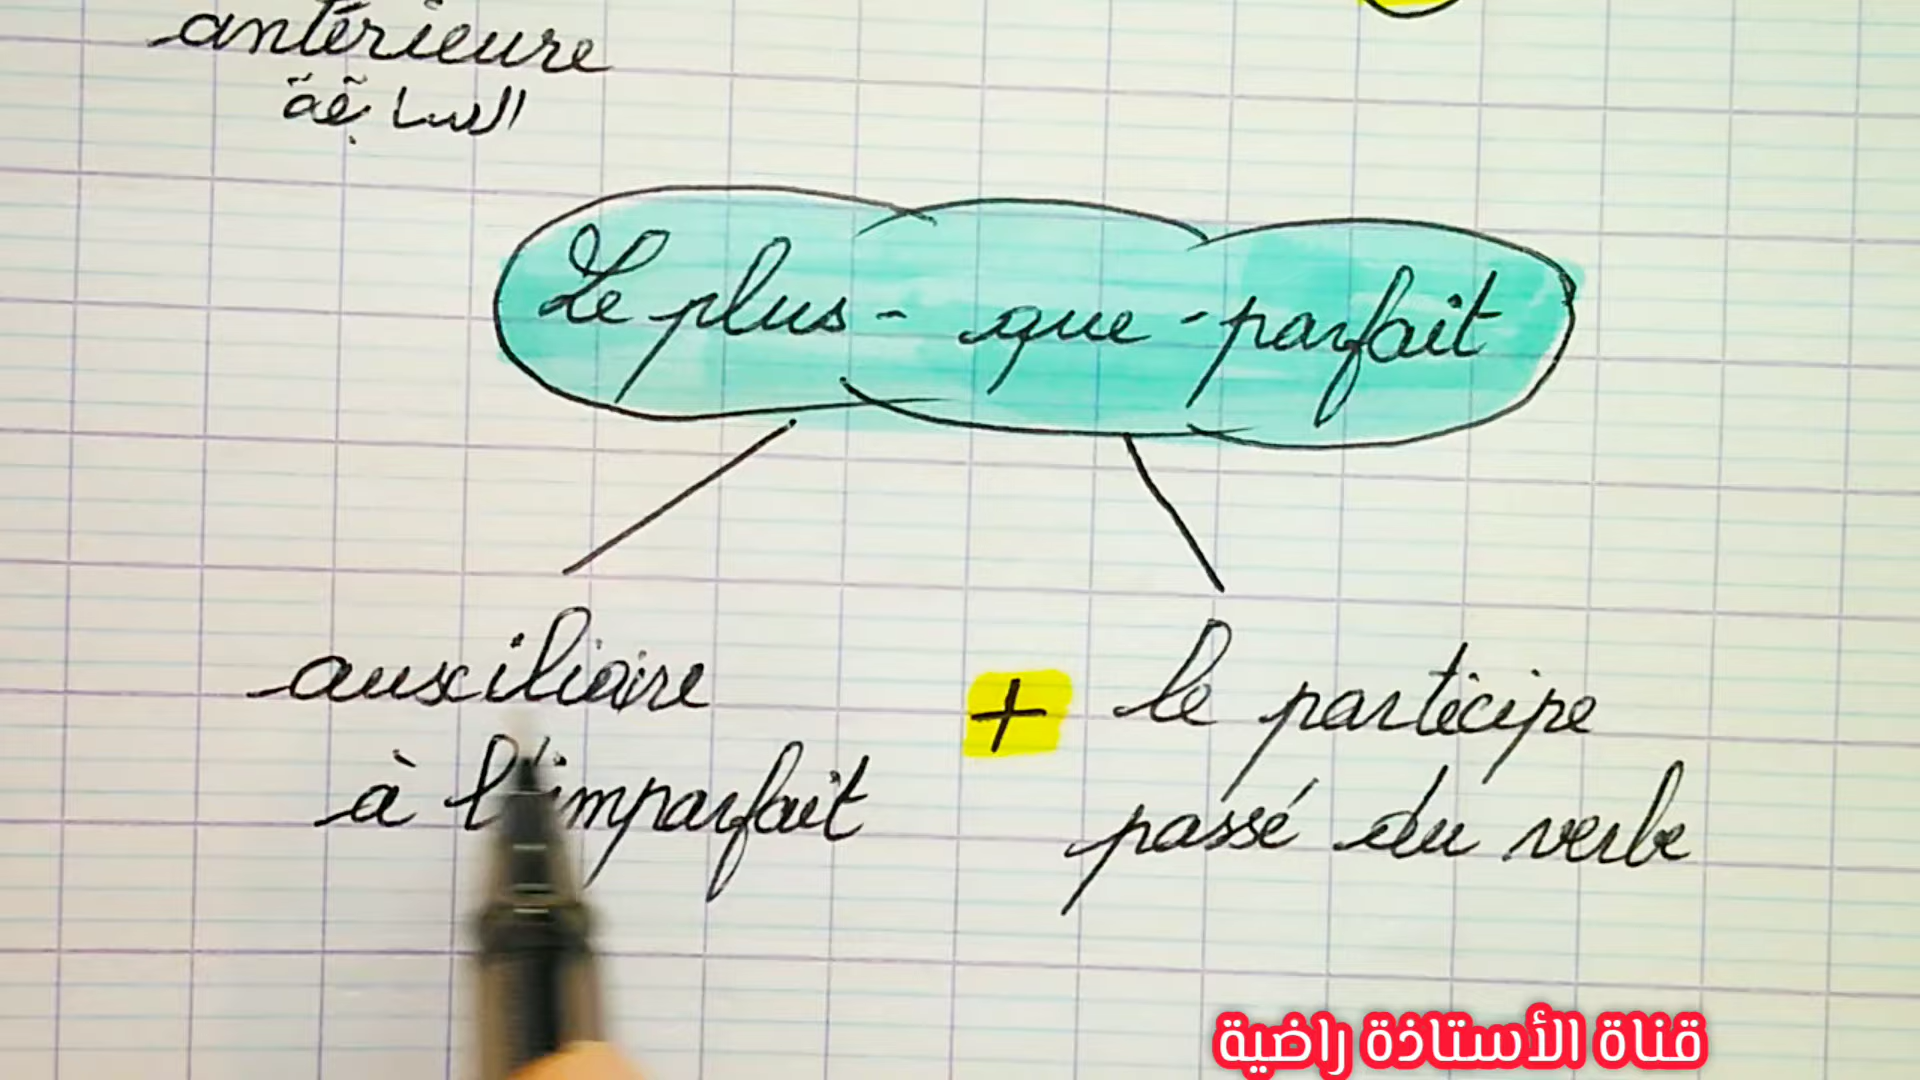 antérieure
السابقة
Le plus-que-parfait
auxiliaire
à l'imparfait
+
le participe
passé du verbe
قناة الأستاذة راضية